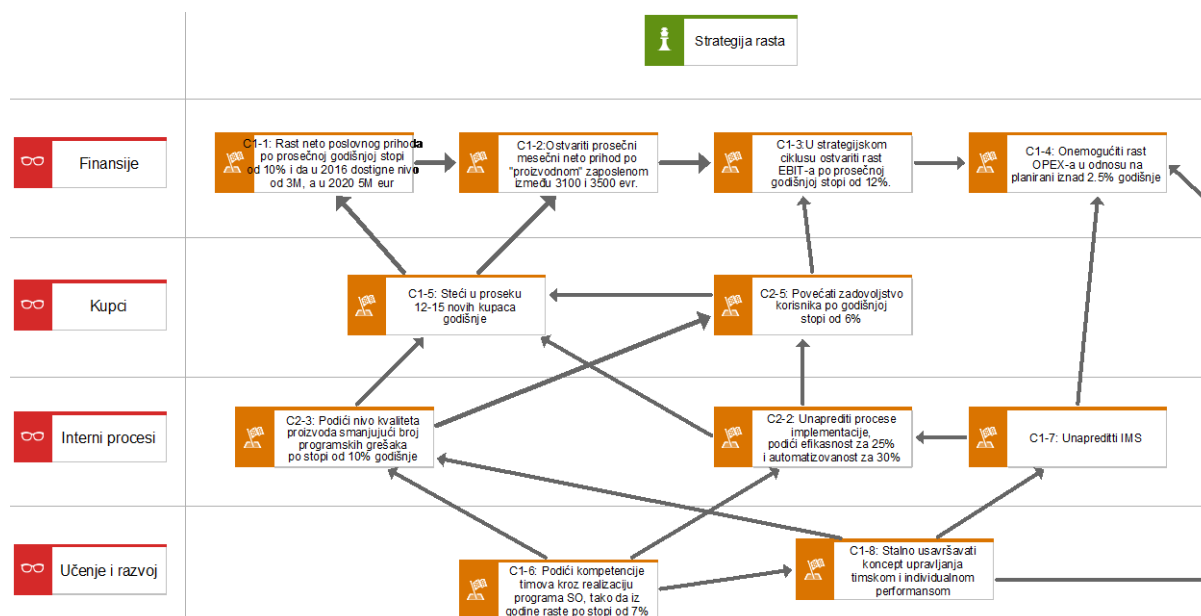 Strategija rasta
Finansije
C1-1: Rast neto poslovnog prihoda
po prosečnoj godišnjoj stopi
od 10% i da u 2016 dostigne nivo
od 3M, a u 2020 5M eur
C1-2:Ostvariti prosečni
mesečni neto prihod po
"proizvodnom" zaposlenom
između 3100 i 3500 evr.
C1-3:U strategijskom
ciklusu ostvariti rast
EBIT-a po prosečnoj
godišnjoj stopi od 12%.
C1-4: Onemogućiti rast
OPEX-a u odnosu na
planirani iznad 2.5% godišnje
Kupci
C1-5: Steći u proseku
12-15 novih kupaca
godišnje
C2-5: Povećati zadovoljstvo
korisnika po godišnjoj
stopi od 6%
Interni procesi
C2-3: Podići nivo kvaliteta
proizvoda smanjujući broj
programskih grešaka
po stopi od 10% godišnje
C2-2: Unaprediti procese
implementacije,
podići efikasnost za 25%
i automatizovanost za 30%
C1-7: Unapreditti IMS
Učenje i razvoj
C1-6: Podići kompetencije
timova kroz realizaciju
programa SO, tako da iz
godine raste po stopi od 7%
C1-8: Stalno usavršavati
koncept upravljanja
timskom i individualnom
performansom